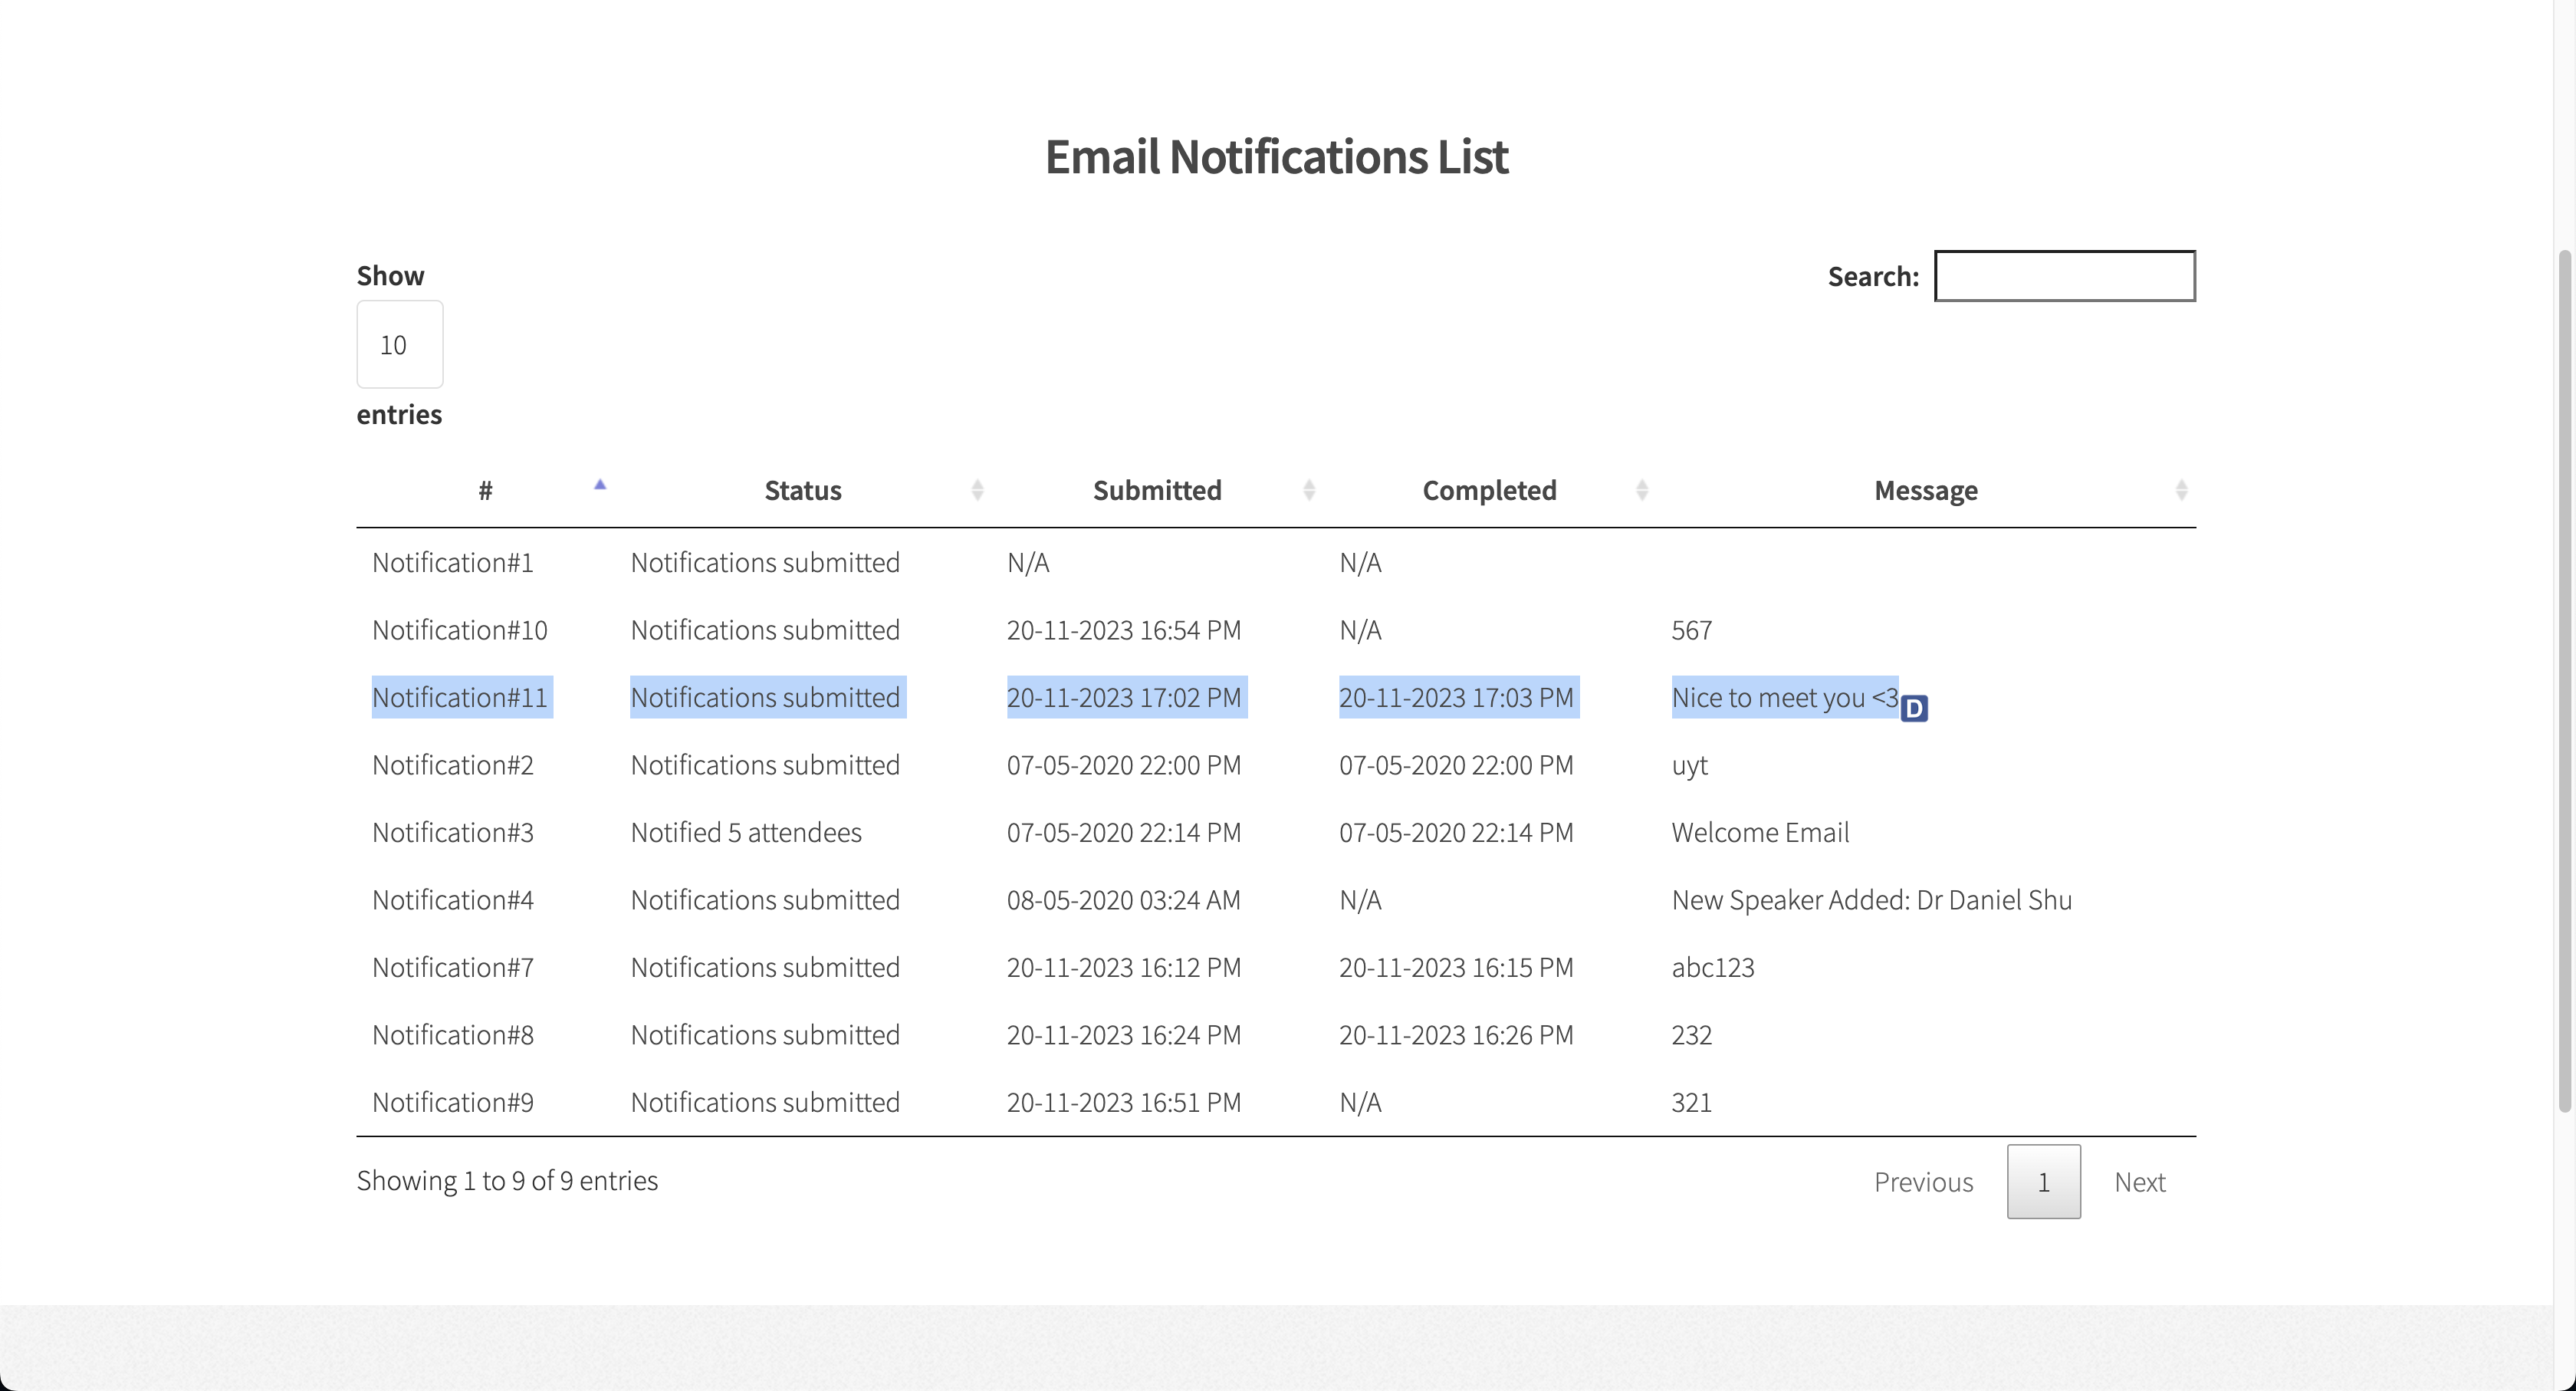 Email Notifications List
Show
Search:
10
entries
# Status Submitted Completed Message
Notification#1 Notifications submitted N/A N/A
Notification#10 Notifications submitted 20-11-2023 16:54 PM N/A 567
Notification#11 Notifications submitted 20-11-2023 17:02 PM 20-11-2023 17:03 PM Nice to meet you <3 D
Notification#2 Notifications submitted 07-05-2020 22:00 PM 07-05-2020 22:00 PM uyt
Notification#3 Notified 5 attendees 07-05-2020 22:14 PM 07-05-2020 22:14 PM Welcome Email
Notification#4 Notifications submitted 08-05-2020 03:24 AM N/A New Speaker Added: Dr Daniel Shu
Notification#7 Notifications submitted 20-11-2023 16:12 PM 20-11-2023 16:15 PM abc123
Notification#8 Notifications submitted 20-11-2023 16:24 PM 20-11-2023 16:26 PM 232
Notification#9 Notifications submitted 20-11-2023 16:51 PM N/A 321
Showing 1 to 9 of 9 entries
Previous 1 Next